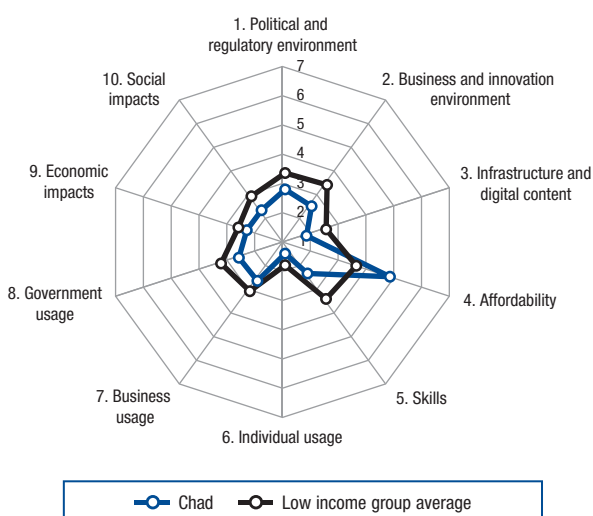 1. Political and
regulatory environment
2. Business and innovation
environment
3. Infrastructure and
digital content
4. Affordability
5. Skills
6. Individual usage
7. Business
usage
8. Government
usage
9. Economic
impacts
10. Social
impacts
7
6
5
4
3
2
1
Chad
Low income group average